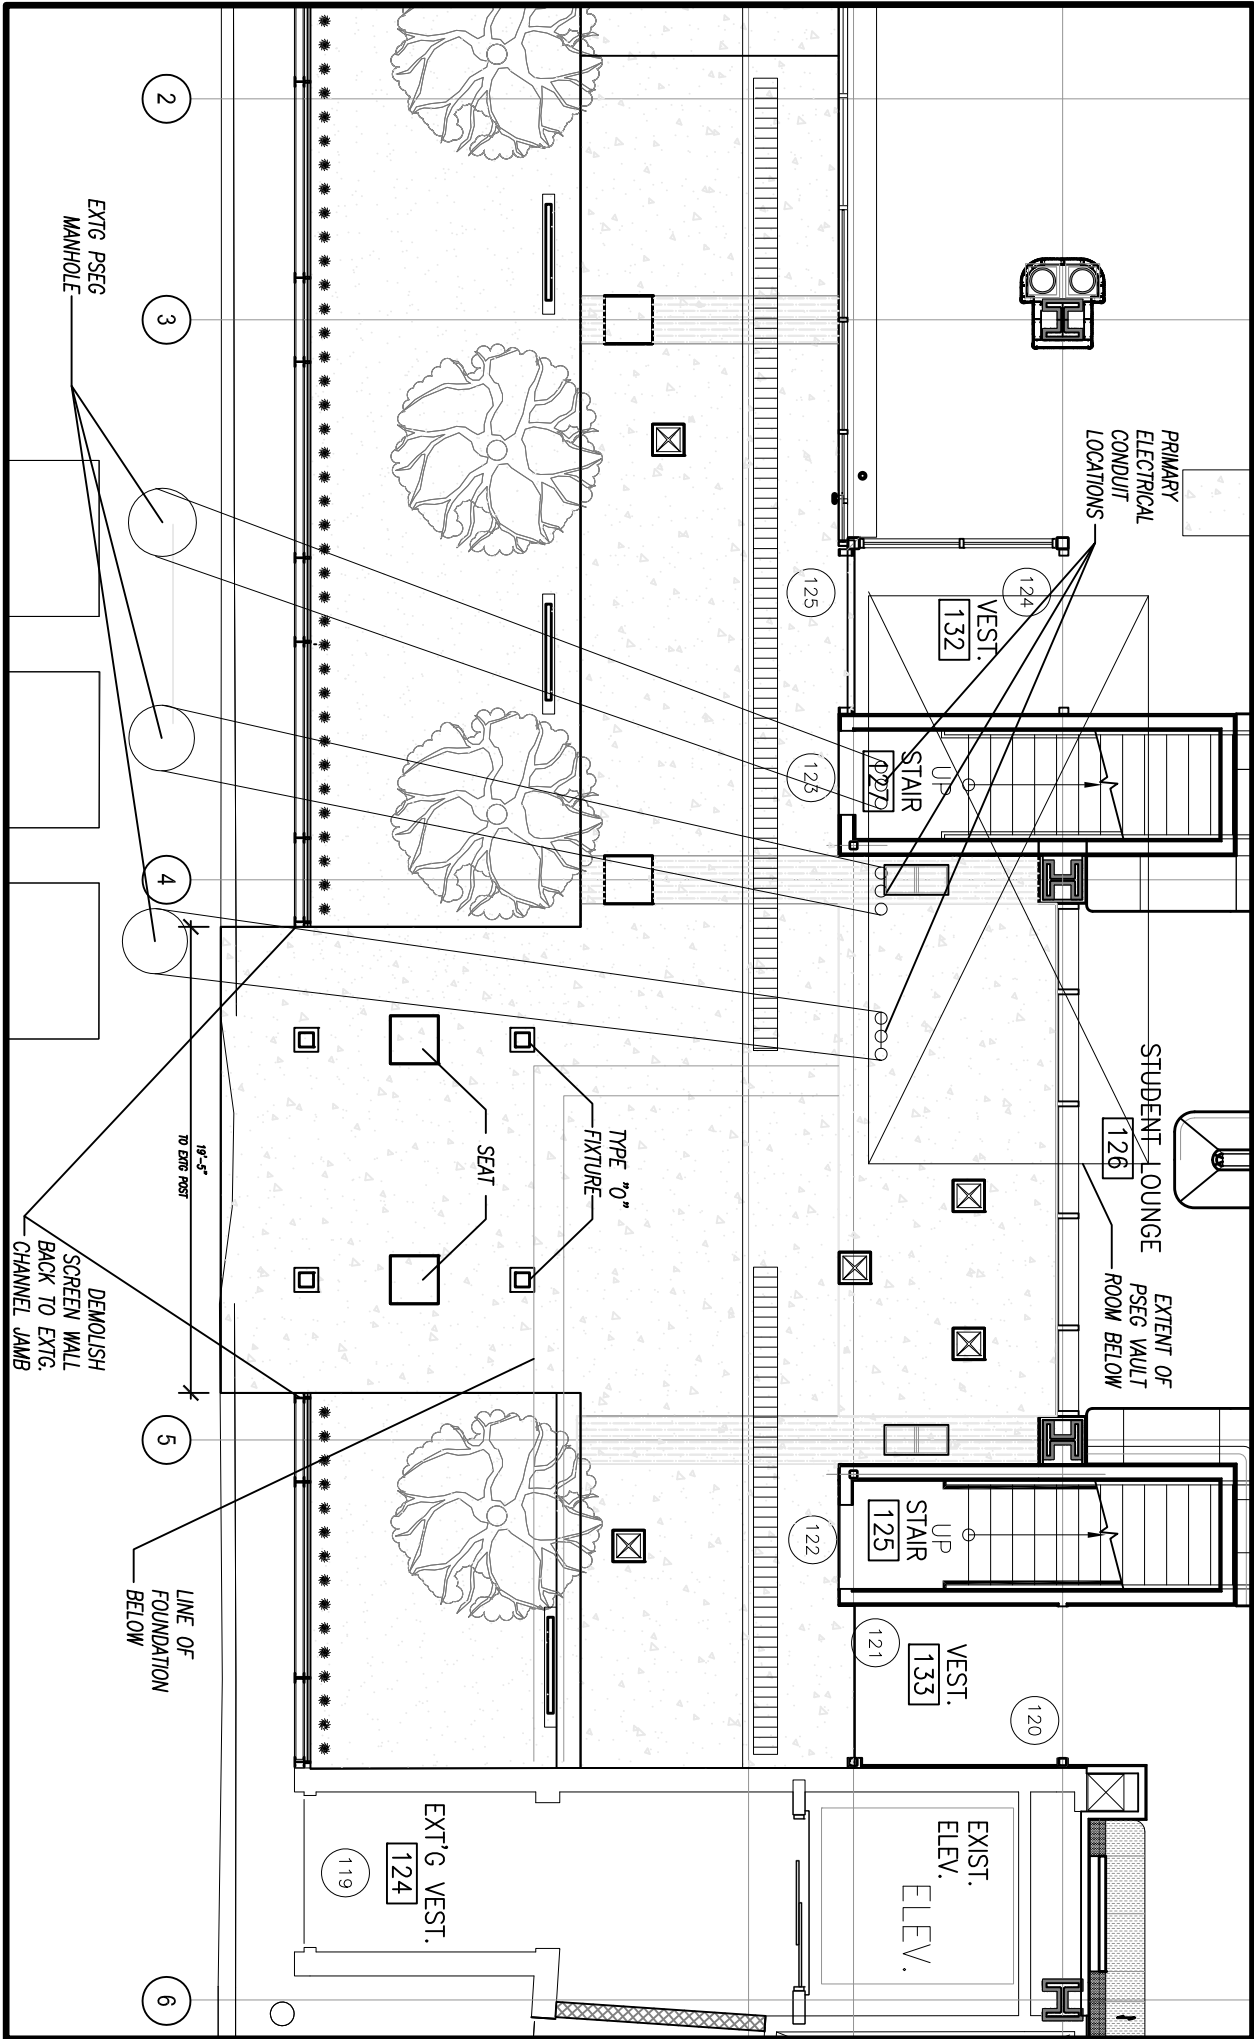 2
3
4
5
6
EXTG PSEG
MANHOLE
PRIMARY
ELECTRICAL
CONDUIT
LOCATIONS
124
125
VEST.
132
123
STAIR
127
UP
STUDENT LOUNGE
126
EXTENT OF
PSEG VAULT
ROOM BELOW
TYPE "O"
FIXTURE
SEAT
19'-5"
TO EXTG POST
DEMOLISH
SCREEN WALL
BACK TO EXTG.
CHANNEL JAMB
LINE OF
FOUNDATION
BELOW
UP
STAIR
125
122
121
VEST.
133
120
EXIST.
ELEV.
ELEV.
EXT'G VEST.
124
119